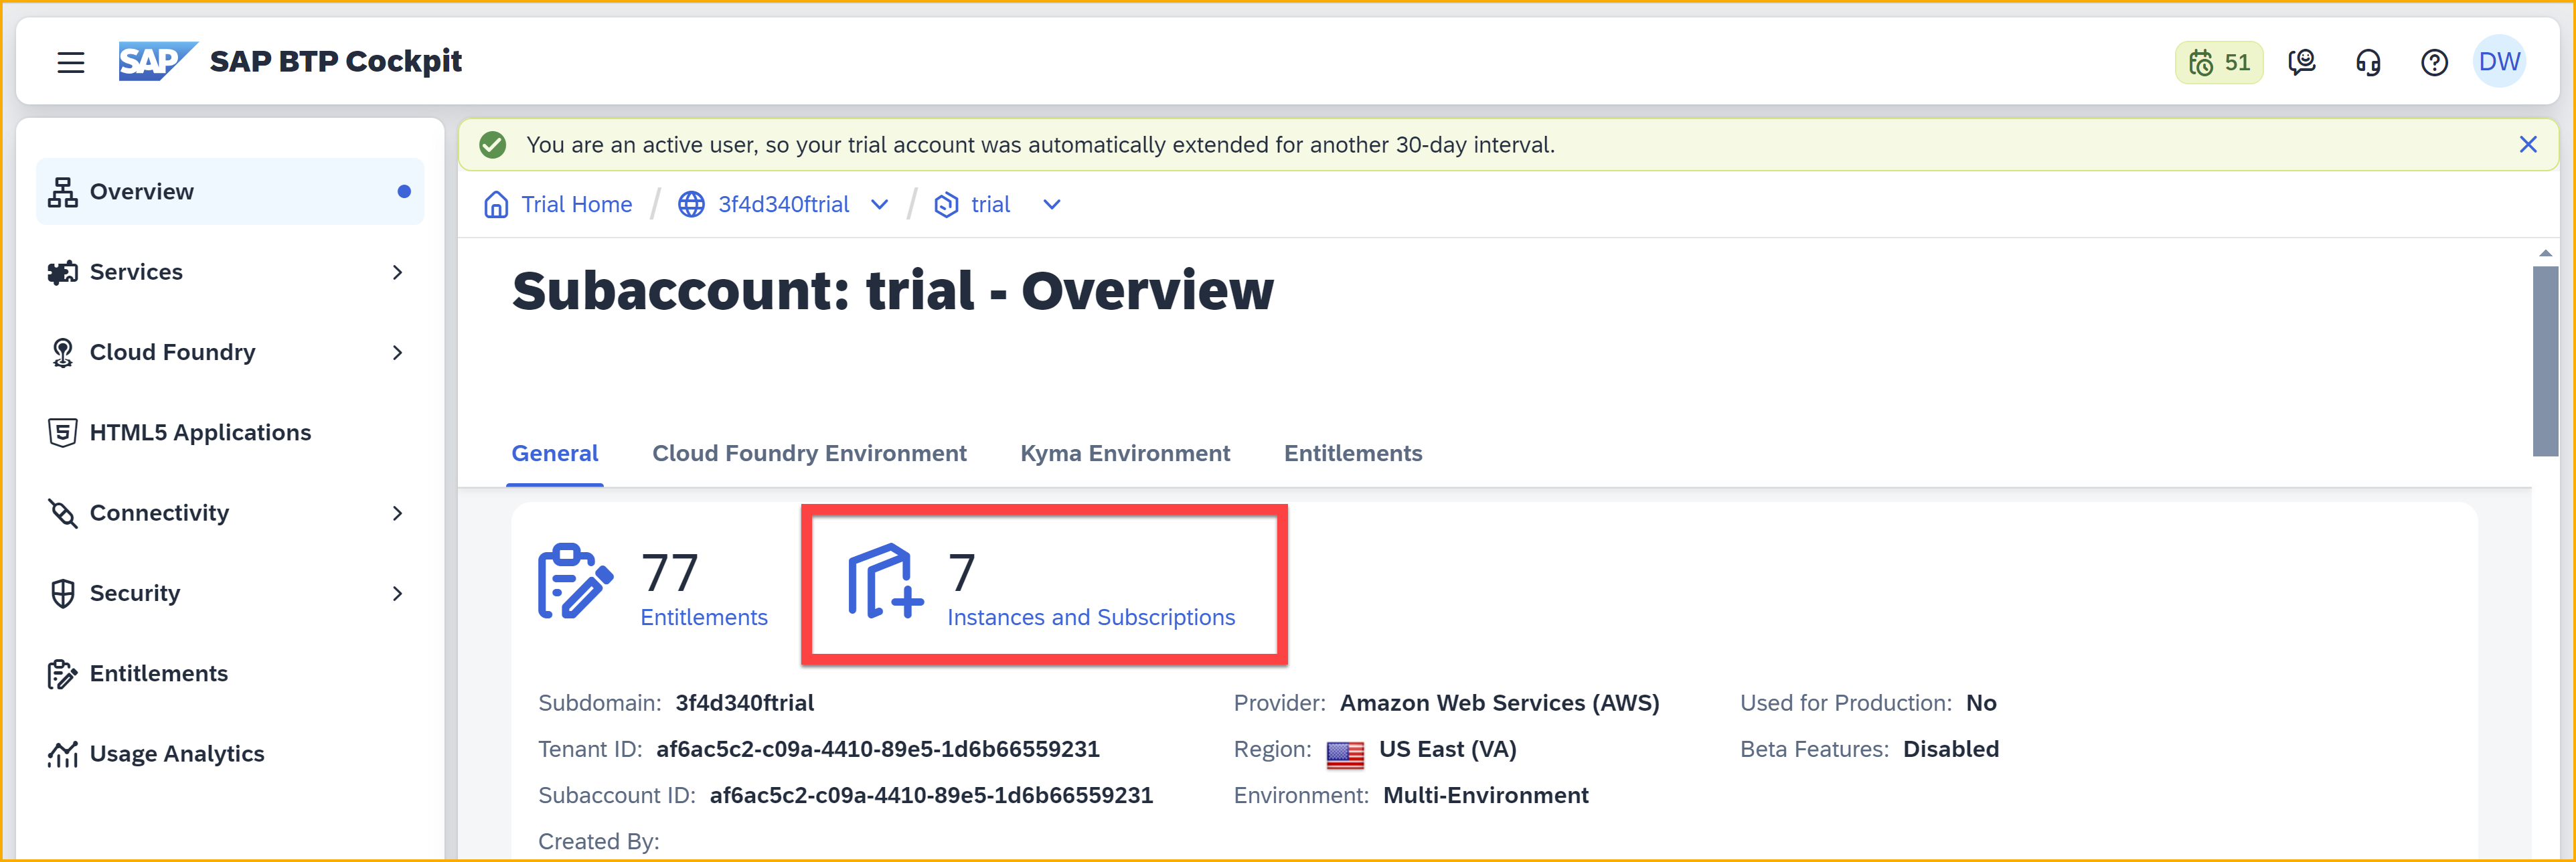 SAP SAP BTP Cockpit
51
DW
Overview
Services
Cloud Foundry
HTML5 Applications
Connectivity
Security
Entitlements
Usage Analytics
You are an active user, so your trial account was automatically extended for another 30-day interval.
Trial Home / 3f4d340ftrial / trial
Subaccount: trial - Overview
General Cloud Foundry Environment Kyma Environment Entitlements
77
Entitlements
7
Instances and Subscriptions
Subdomain: 3f4d340ftrial
Tenant ID: af6ac5c2-c09a-4410-89e5-1d6b66559231
Subaccount ID: af6ac5c2-c09a-4410-89e5-1d6b66559231
Created By:
Provider: Amazon Web Services (AWS)
Region: US East (VA)
Environment: Multi-Environment
Used for Production: No
Beta Features: Disabled